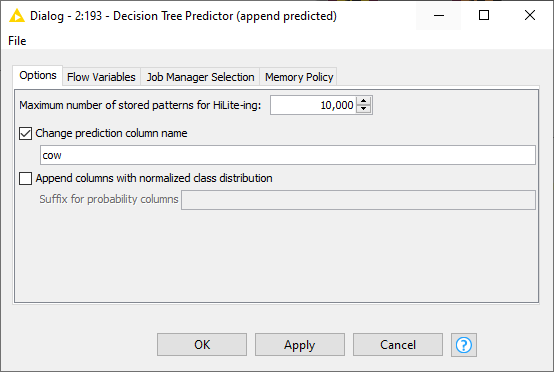 Dialog - 2:193 - Decision Tree Predictor (append predicted)
File
Options Flow Variables Job Manager Selection Memory Policy
Maximum number of stored patterns for HiLite-ing: 10,000
Change prediction column name
cow
Append columns with normalized class distribution
Suffix for probability columns
OK Apply Cancel ?